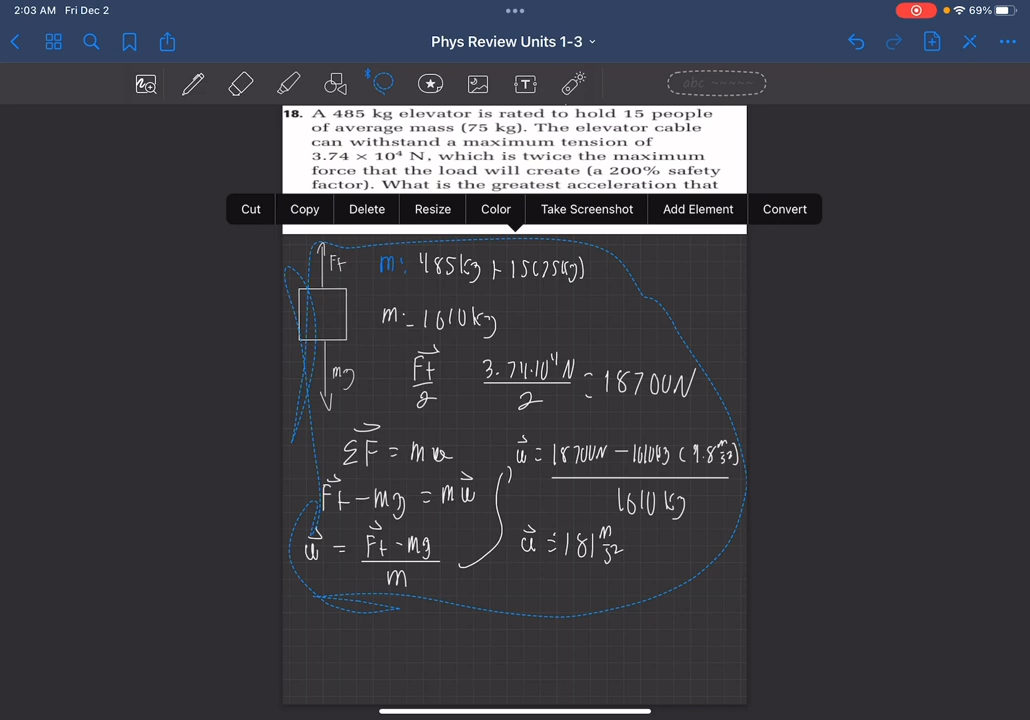 2:03 AM Fri Dec 2
69%
Phys Review Units 1-3
18. A 485 kg elevator is rated to hold 15 people
of average mass (75 kg). The elevator cable
can withstand a maximum tension of
3.74 × 10⁴ N, which is twice the maximum
force that the load will create (a 200% safety
factor). What is the greatest acceleration that
Cut Copy Delete Resize Color Take Screenshot Add Element Convert
Ft m: 485kg + 15(75kg)
m: 1610kg
mg Ft/2 3.74·10⁴N/2 = 18700N
ΣF = ma
a = 18700N - 1610kg (9.8 m/s²) / 1610kg
Ft - mg = ma
a = Ft - mg / m
a = 1.81 m/s²